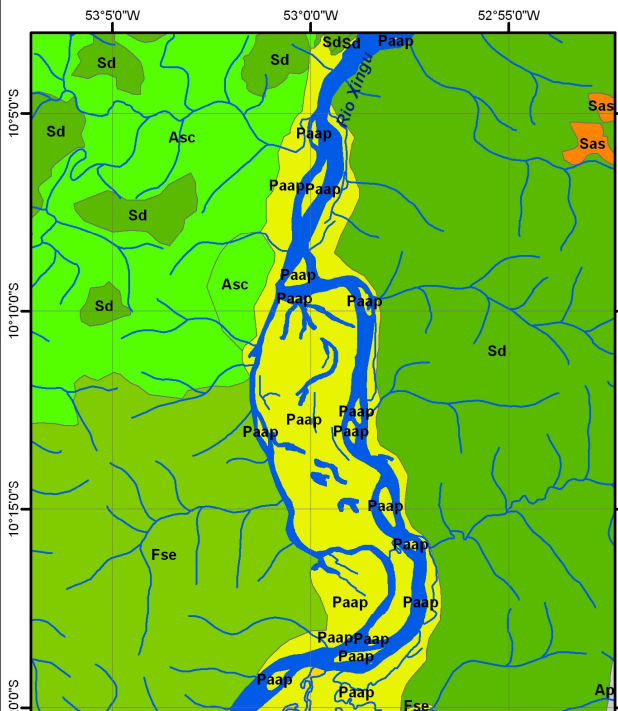 53°5'0"W 53°0'0"W 52°55'0"W
SdSd Paap
Sd Sd
Rio Xingu
10°5'0"S
Sas
Sd Asc Paap
Sas
PaapPaap
Sd
Paap
Asc
Paap Paap
Sd
10°10'0"S
Sd
Paap
Paap
Paap Paap
Paap
10°15'0"S
Paap
Fse
Paap Paap
PaapPaap
Paap
Paap
Paap Ap
Fse
0'0"S